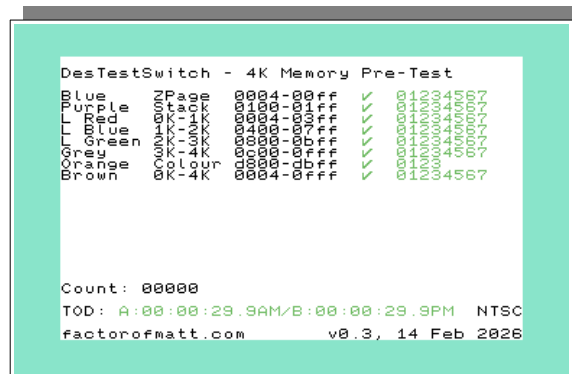 DesTestSwitch - 4K Memory Pre-Test
Blue ZPage 0004-00ff ✓ 01234567
Purple Stack 0100-01ff ✓ 01234567
L Red 0K-1K 0004-03ff ✓ 01234567
L Blue 1K-2K 0400-07ff ✓ 01234567
L Green 2K-3K 0800-0bff ✓ 01234567
Grey 3K-4K 0c00-0fff ✓ 01234567
Orange Colour d800-dbff ✓ 0123
Brown 0K-4K 0004-0fff ✓ 01234567
Count: 00000
TOD: A:00:00:29.9AM/B:00:00:29.9PM NTSC
factorofmatt.com v0.3, 14 Feb 2026